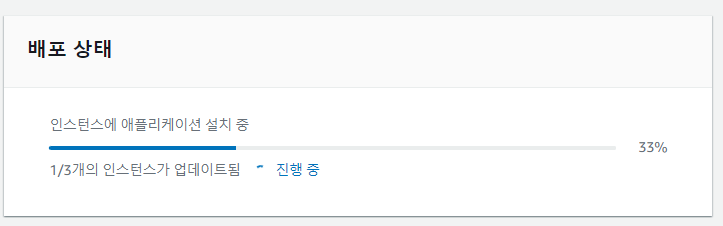 배포 상태
인스턴스에 애플리케이션 설치 중
33%
1/3개의 인스턴스가 업데이트됨 진행 중